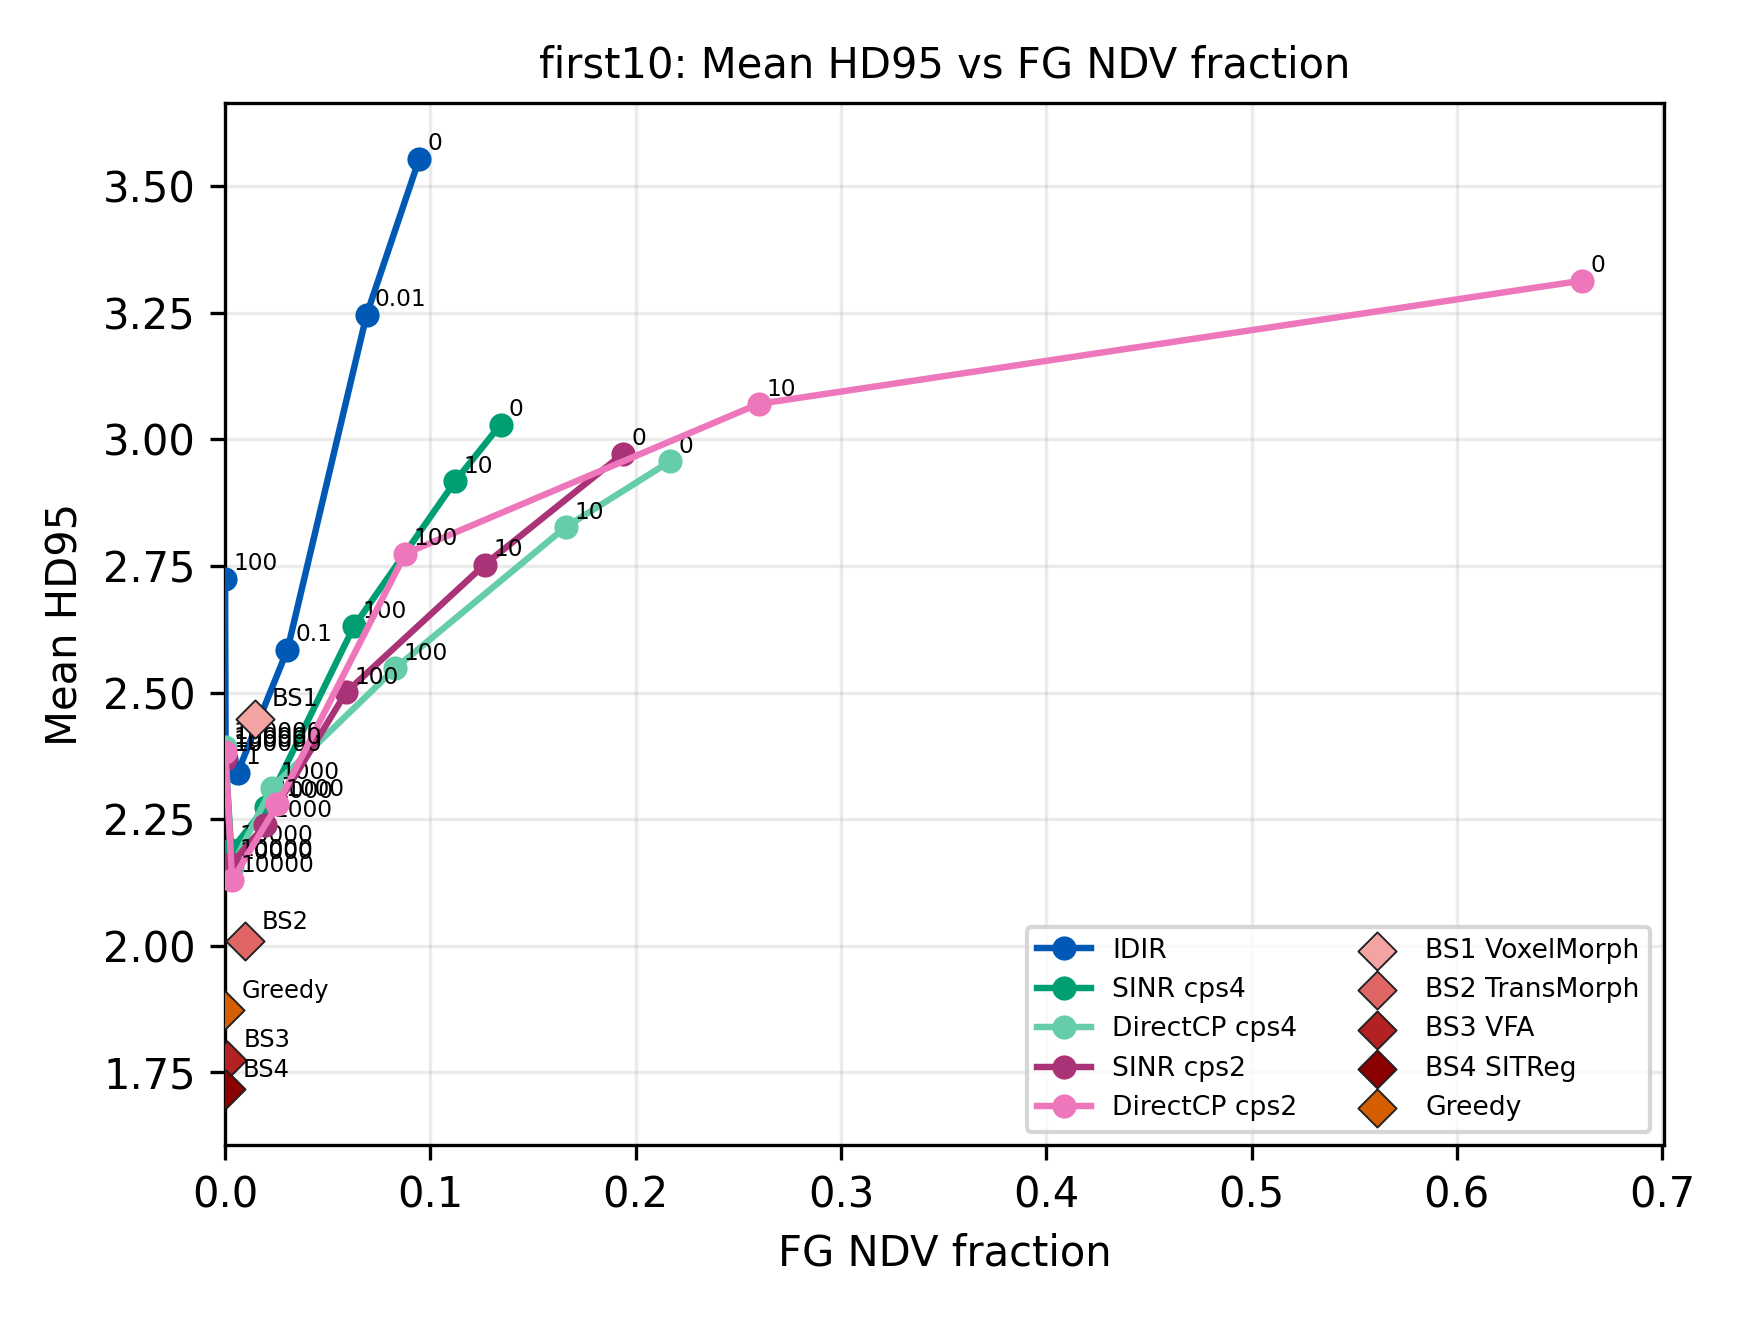 first10: Mean HD95 vs FG NDV fraction
Mean HD95
3.50
3.25
3.00
2.75
2.50
2.25
2.00
1.75
0
0.01
0
0
10
10
0
0
100
10
10
100
100
0.1
100
100
BS1
1
1000
1000
1000
10000
10000
BS2
Greedy
BS3
BS4
IDIR
SINR cps4
DirectCP cps4
SINR cps2
DirectCP cps2
BS1 VoxelMorph
BS2 TransMorph
BS3 VFA
BS4 SITReg
Greedy
0.0 0.1 0.2 0.3 0.4 0.5 0.6 0.7
FG NDV fraction